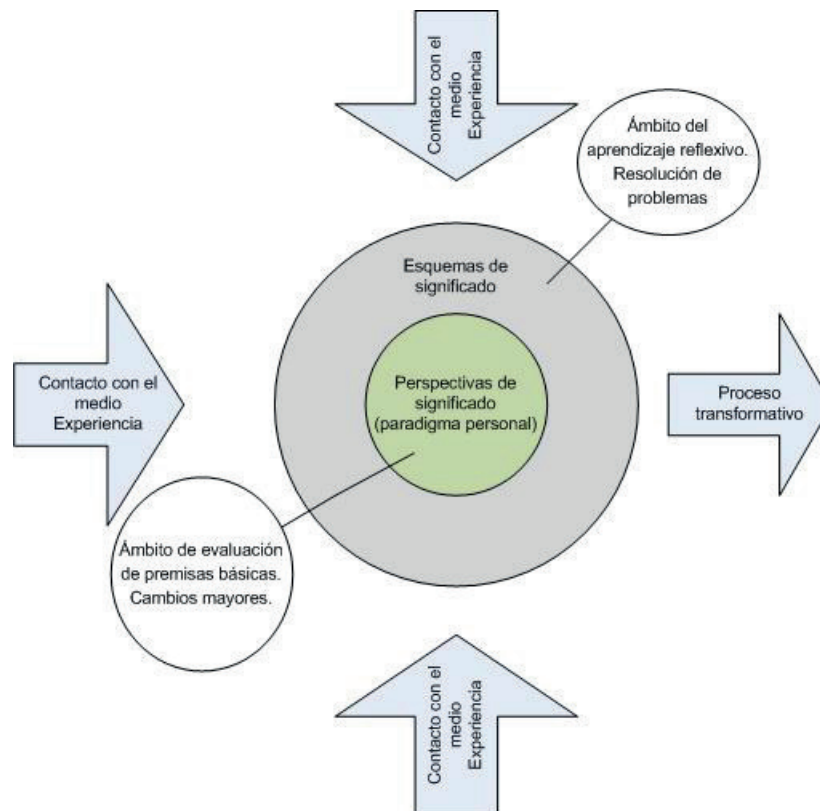 Contacto con el
medio
Experiencia
Ámbito del
aprendizaje reflexivo.
Resolución de
problemas
Esquemas de
significado
Contacto con el
medio
Experiencia
Perspectivas de
significado
(paradigma personal)
Proceso
transformativo
Ámbito de evaluación
de premisas básicas.
Cambios mayores.
Contacto con el
medio
Experiencia